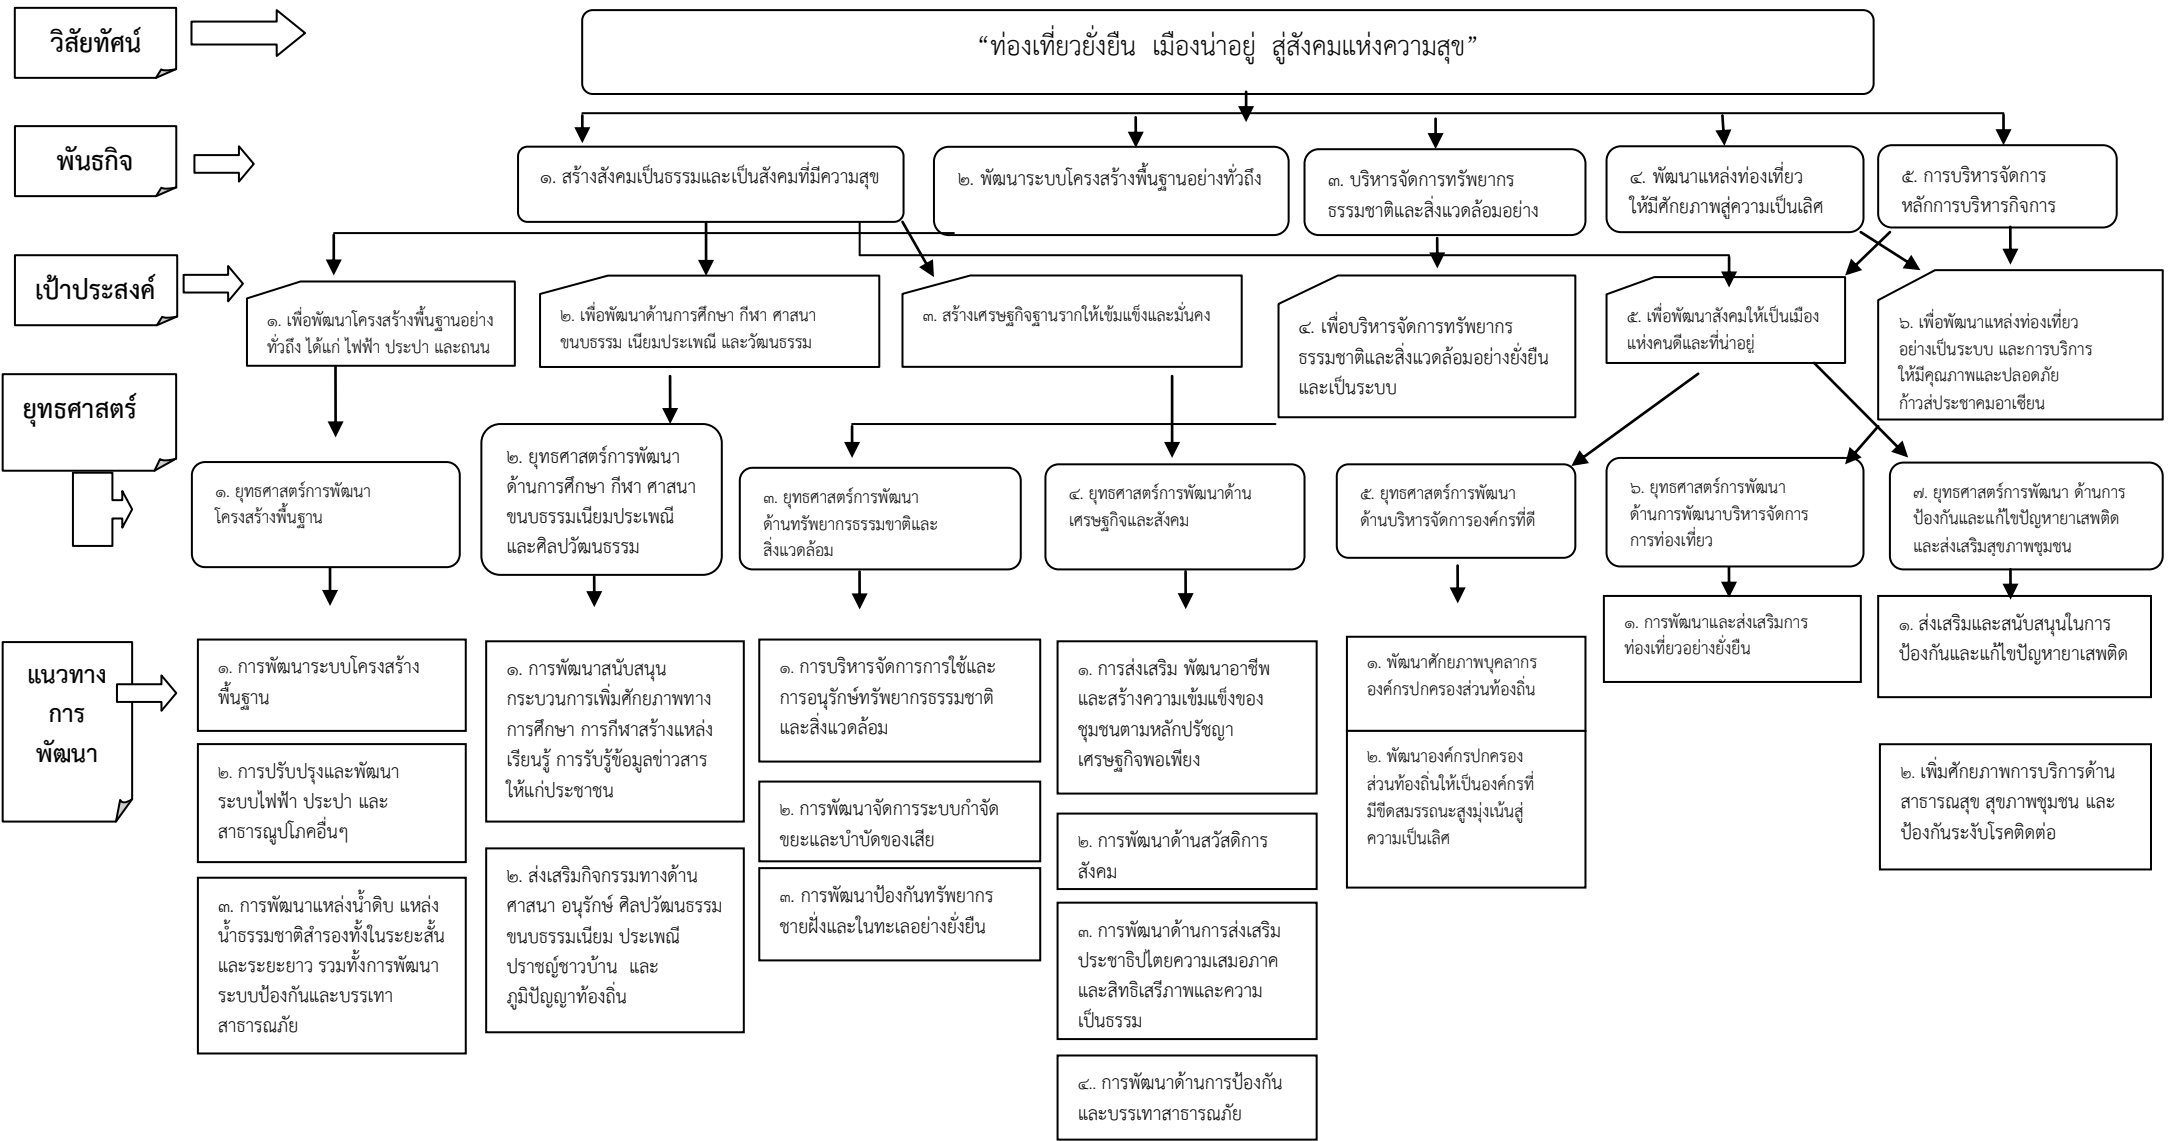 วิสัยทัศน์
“ท่องเที่ยวยั่งยืน เมืองน่าอยู่ สู่สังคมแห่งความสุข”
พันธกิจ
๑. สร้างสังคมเป็นธรรมและเป็นสังคมที่มีความสุข
๒. พัฒนาระบบโครงสร้างพื้นฐานอย่างทั่วถึง
๓. บริหารจัดการทรัพยากร
ธรรมชาติและสิ่งแวดล้อมอย่าง
๔. พัฒนาแหล่งท่องเที่ยว
ให้มีศักยภาพสู่ความเป็นเลิศ
๕. การบริหารจัดการ
หลักการบริหารกิจการ
เป้าประสงค์
๑. เพื่อพัฒนาโครงสร้างพื้นฐานอย่าง
ทั่วถึง ได้แก่ ไฟฟ้า ประปา และถนน
๒. เพื่อพัฒนาด้านการศึกษา กีฬา ศาสนา
ขนบธรรม เนียมประเพณี และวัฒนธรรม
๓. สร้างเศรษฐกิจฐานรากให้เข้มแข็งและมั่นคง
๔. เพื่อบริหารจัดการทรัพยากร
ธรรมชาติและสิ่งแวดล้อมอย่างยั่งยืน
และเป็นระบบ
๕. เพื่อพัฒนาสังคมให้เป็นเมือง
แห่งคนดีและที่น่าอยู่
๖. เพื่อพัฒนาแหล่งท่องเที่ยว
อย่างเป็นระบบ และการบริการ
ให้มีคุณภาพและปลอดภัย
ก้าวสู่ประชาคมอาเซียน
ยุทธศาสตร์
๑. ยุทธศาสตร์การพัฒนา
โครงสร้างพื้นฐาน
๒. ยุทธศาสตร์การพัฒนา
ด้านการศึกษา กีฬา ศาสนา
ขนบธรรมเนียมประเพณี
และศิลปวัฒนธรรม
๓. ยุทธศาสตร์การพัฒนา
ด้านทรัพยากรธรรมชาติและ
สิ่งแวดล้อม
๔. ยุทธศาสตร์การพัฒนาด้าน
เศรษฐกิจและสังคม
๕. ยุทธศาสตร์การพัฒนา
ด้านบริหารจัดการองค์กรที่ดี
๖. ยุทธศาสตร์การพัฒนา
ด้านการพัฒนาบริหารจัดการ
การท่องเที่ยว
๗. ยุทธศาสตร์การพัฒนา ด้านการ
ป้องกันและแก้ไขปัญหายาเสพติด
และส่งเสริมสุขภาพชุมชน
แนวทาง
การ
พัฒนา
๑. การพัฒนาระบบโครงสร้าง
พื้นฐาน
๒. การปรับปรุงและพัฒนา
ระบบไฟฟ้า ประปา และ
สาธารณูปโภคอื่นๆ
๓. การพัฒนาแหล่งน้ำดิบ แหล่ง
น้ำธรรมชาติสำรองทั้งในระยะสั้น
และระยะยาว รวมทั้งการพัฒนา
ระบบป้องกันและบรรเทา
สาธารณภัย
๑. การพัฒนาสนับสนุน
กระบวนการเพิ่มศักยภาพทาง
การศึกษา การกีฬาสร้างแหล่ง
เรียนรู้ การรับรู้ข้อมูลข่าวสาร
ให้แก่ประชาชน
๒. ส่งเสริมกิจกรรมทางด้าน
ศาสนา อนุรักษ์ ศิลปวัฒนธรรม
ขนบธรรมเนียม ประเพณี
ปราชญ์ชาวบ้าน และ
ภูมิปัญญาท้องถิ่น
๑. การบริหารจัดการการใช้และ
การอนุรักษ์ทรัพยากรธรรมชาติ
และสิ่งแวดล้อม
๒. การพัฒนาจัดการระบบกำจัด
ขยะและบำบัดของเสีย
๓. การพัฒนาป้องกันทรัพยากร
ชายฝั่งและในทะเลอย่างยั่งยืน
๑. การส่งเสริม พัฒนาอาชีพ
และสร้างความเข้มแข็งของ
ชุมชนตามหลักปรัชญา
เศรษฐกิจพอเพียง
๒. การพัฒนาด้านสวัสดิการ
สังคม
๓. การพัฒนาด้านการส่งเสริม
ประชาธิปไตยความเสมอภาค
และสิทธิเสรีภาพและความ
เป็นธรรม
๔.. การพัฒนาด้านการป้องกัน
และบรรเทาสาธารณภัย
๑. พัฒนาศักยภาพบุคลากร
องค์กรปกครองส่วนท้องถิ่น
๒. พัฒนาองค์กรปกครอง
ส่วนท้องถิ่นให้เป็นองค์กรที่
มีขีดสมรรถนะสูงมุ่งเน้นสู่
ความเป็นเลิศ
๑. การพัฒนาและส่งเสริมการ
ท่องเที่ยวอย่างยั่งยืน
๑. ส่งเสริมและสนับสนุนในการ
ป้องกันและแก้ไขปัญหายาเสพติด
๒. เพิ่มศักยภาพการบริการด้าน
สาธารณสุข สุขภาพชุมชน และ
ป้องกันระงับโรคติดต่อ